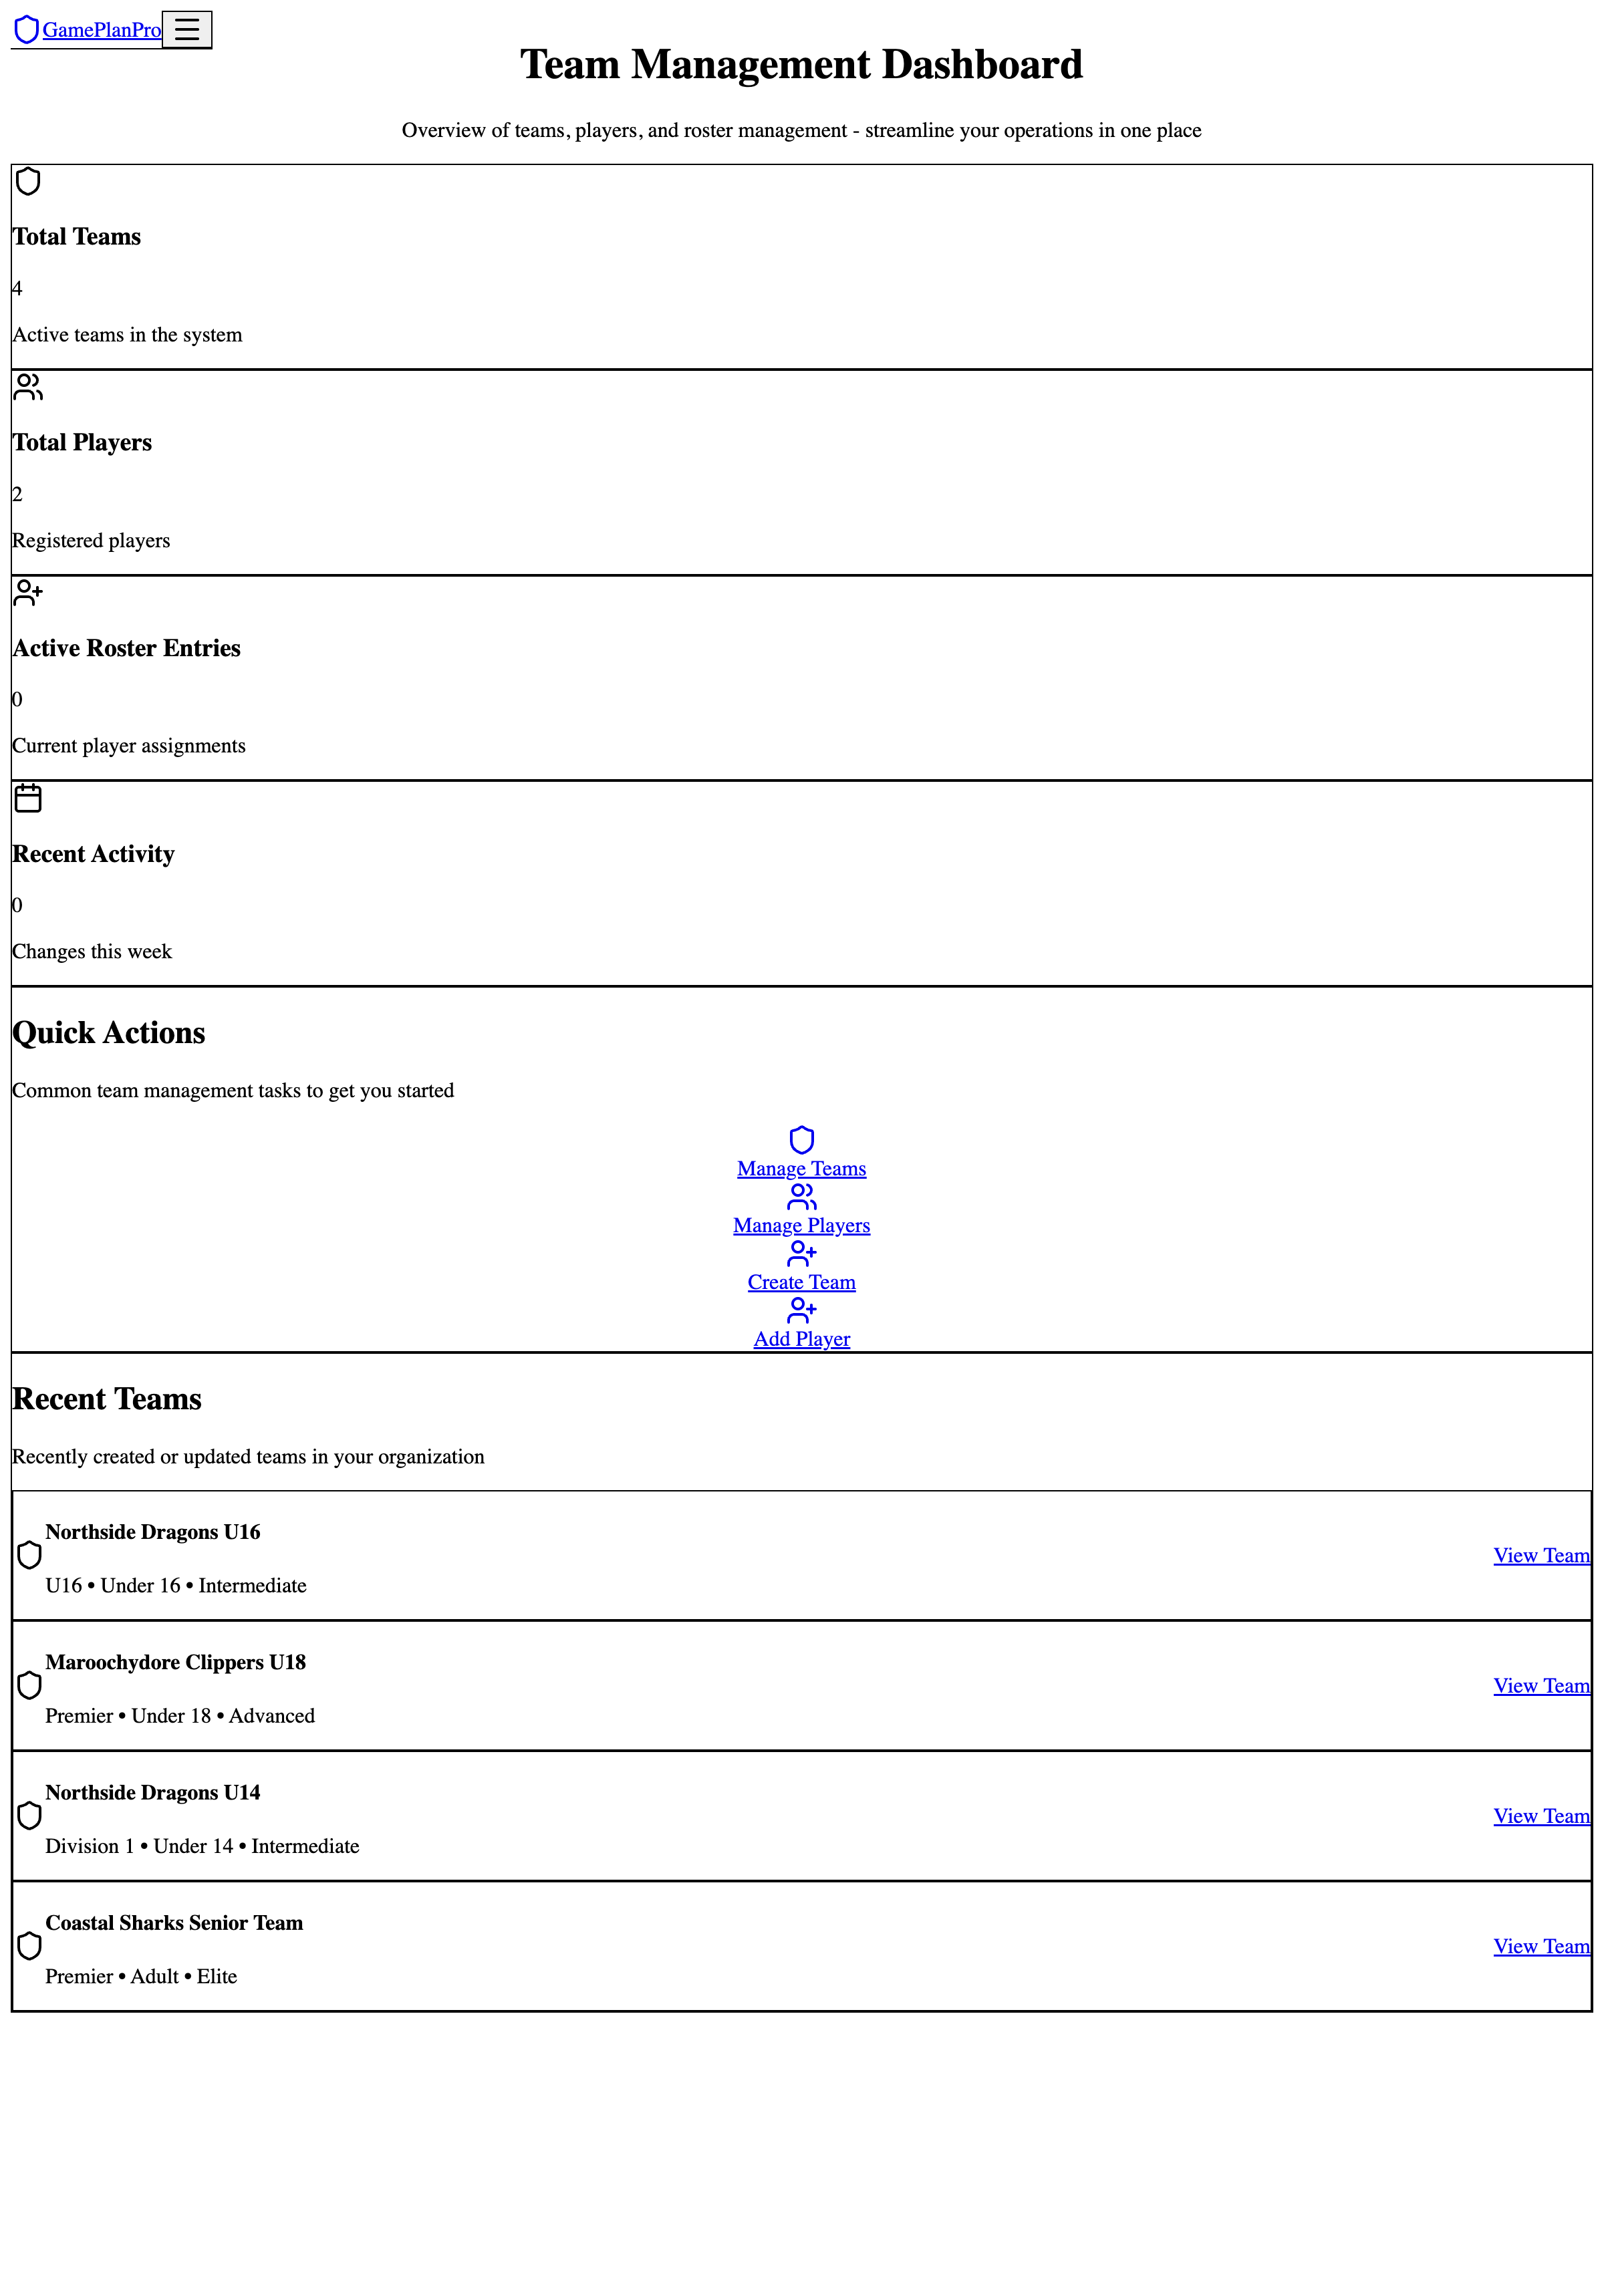 GamePlanPro
Team Management Dashboard
Overview of teams, players, and roster management - streamline your operations in one place
Total Teams
4
Active teams in the system
Total Players
2
Registered players
Active Roster Entries
0
Current player assignments
Recent Activity
0
Changes this week
Quick Actions
Common team management tasks to get you started
Manage Teams
Manage Players
Create Team
Add Player
Recent Teams
Recently created or updated teams in your organization
Northside Dragons U16
U16 • Under 16 • Intermediate
View Team
Maroochydore Clippers U18
Premier • Under 18 • Advanced
View Team
Northside Dragons U14
Division 1 • Under 14 • Intermediate
View Team
Coastal Sharks Senior Team
Premier • Adult • Elite
View Team